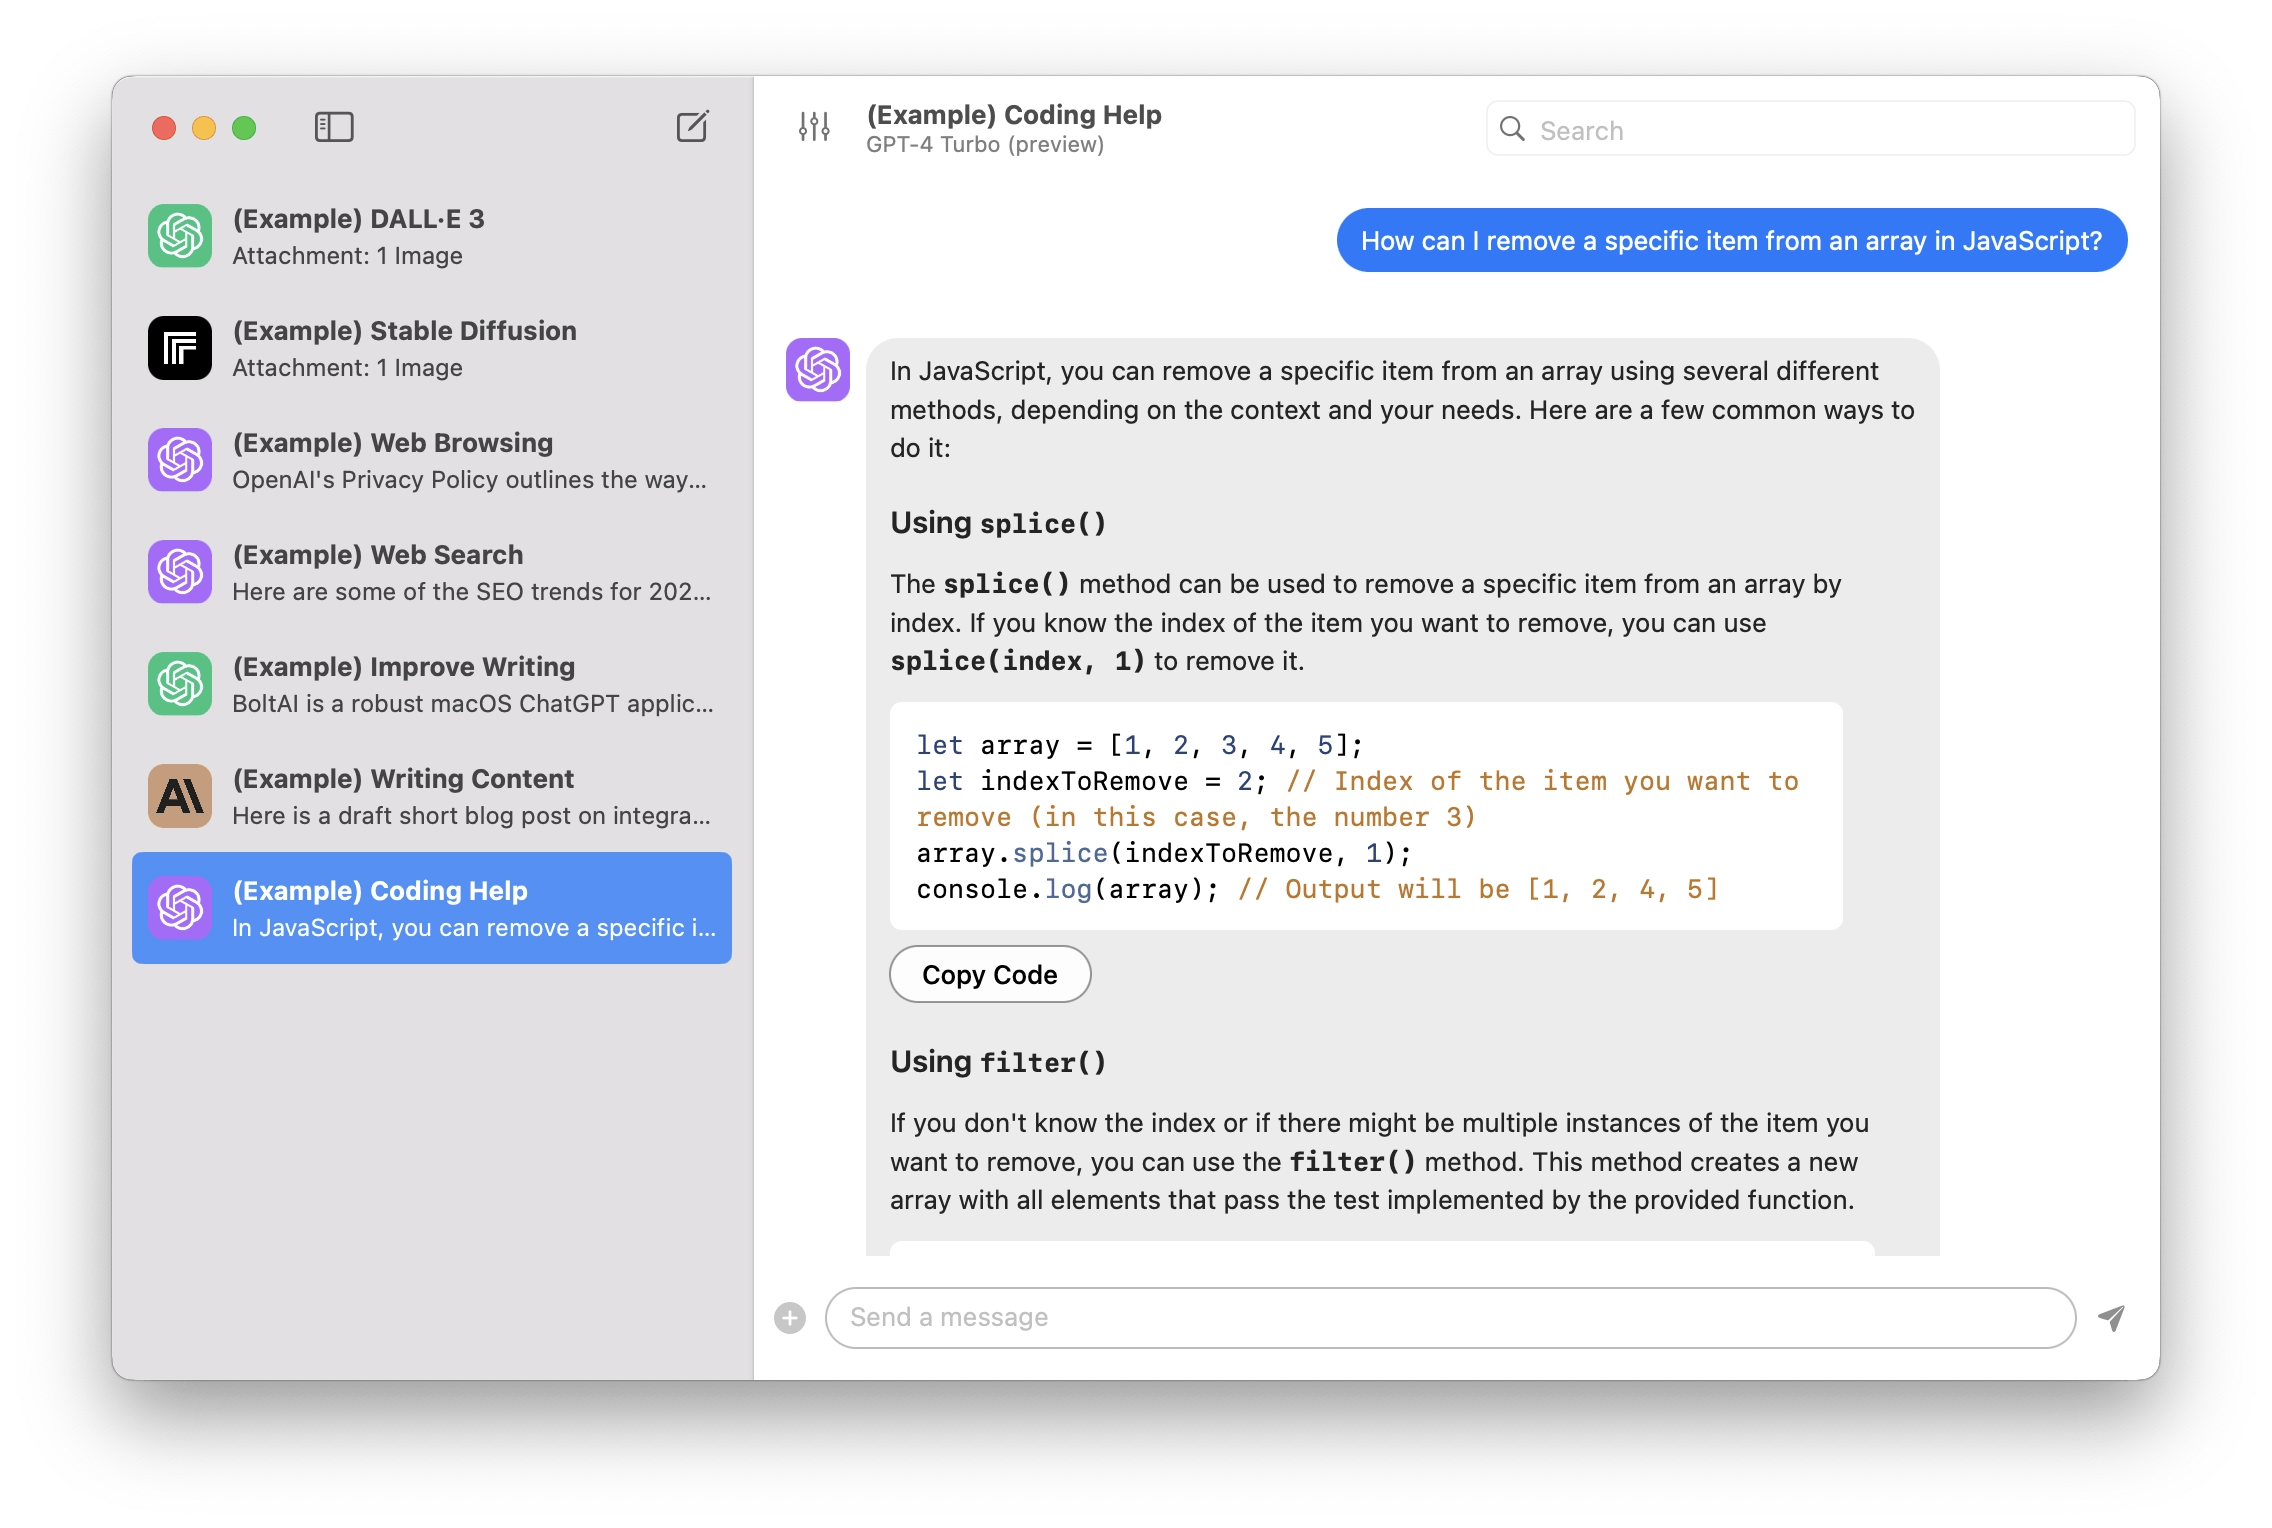 (Example) DALL·E 3
Attachment: 1 Image
(Example) Stable Diffusion
Attachment: 1 Image
(Example) Web Browsing
OpenAI's Privacy Policy outlines the way...
(Example) Web Search
Here are some of the SEO trends for 202...
(Example) Improve Writing
BoltAI is a robust macOS ChatGPT applic...
(Example) Writing Content
Here is a draft short blog post on integra...
(Example) Coding Help
In JavaScript, you can remove a specific i...
(Example) Coding Help
GPT-4 Turbo (preview)
Search
How can I remove a specific item from an array in JavaScript?
In JavaScript, you can remove a specific item from an array using several different
methods, depending on the context and your needs. Here are a few common ways to
do it:
Using splice()
The splice() method can be used to remove a specific item from an array by
index. If you know the index of the item you want to remove, you can use
splice(index, 1) to remove it.
let array = [1, 2, 3, 4, 5];
let indexToRemove = 2; // Index of the item you want to
remove (in this case, the number 3)
array.splice(indexToRemove, 1);
console.log(array); // Output will be [1, 2, 4, 5]
Copy Code
Using filter()
If you don't know the index or if there might be multiple instances of the item you
want to remove, you can use the filter() method. This method creates a new
array with all elements that pass the test implemented by the provided function.
Send a message